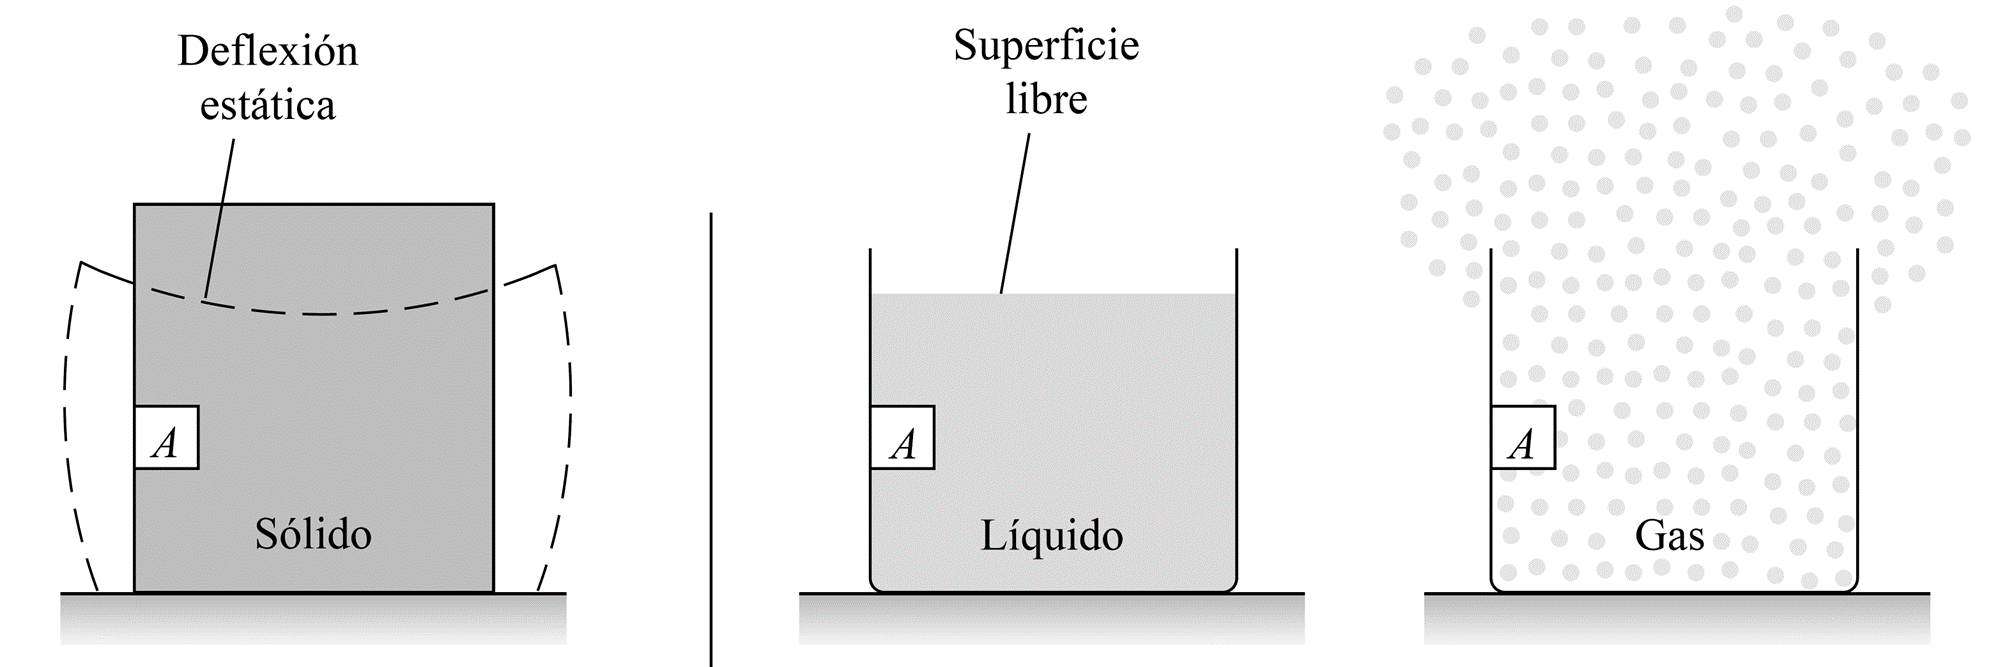 Deflexión
estática
A
Sólido
Superficie
libre
A
Líquido
A
Gas